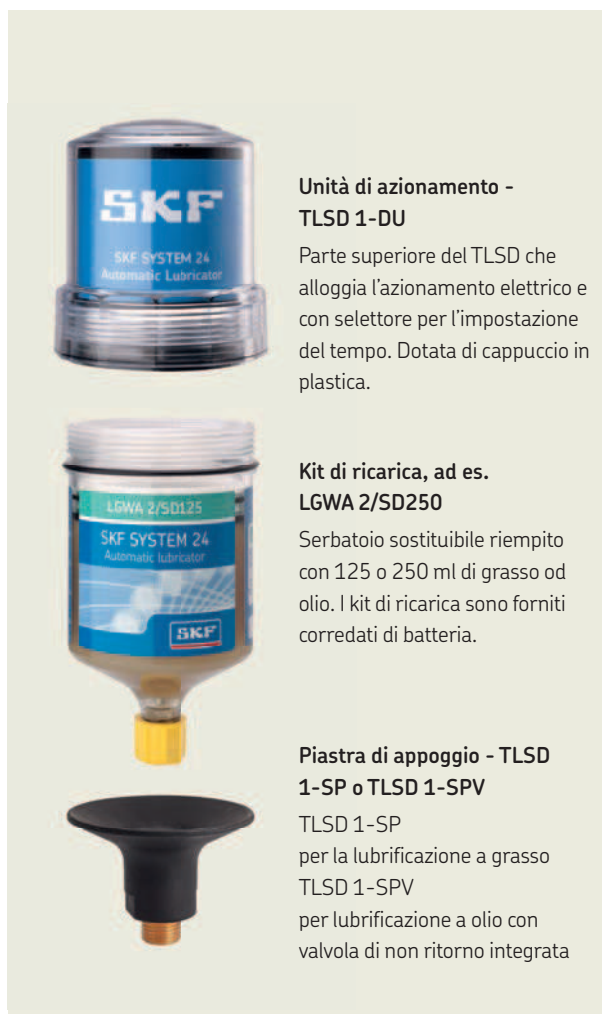 SKF
SKF SYSTEM 24
Automatic Lubricator
Unità di azionamento -
TLSD 1-DU
Parte superiore del TLSD che
alloggia l'azionamento elettrico e
con selettore per l'impostazione
del tempo. Dotata di cappuccio in
plastica.
LGWA 2/SD125
SKF SYSTEM 24
Automatic lubricator
SKF
Kit di ricarica, ad es.
LGWA 2/SD250
Serbatoio sostituibile riempito
con 125 o 250 ml di grasso od
olio. I kit di ricarica sono forniti
corredati di batteria.
Piastra di appoggio - TLSD
1-SP o TLSD 1-SPV
TLSD 1-SP
per la lubrificazione a grasso
TLSD 1-SPV
per lubrificazione a olio con
valvola di non ritorno integrata